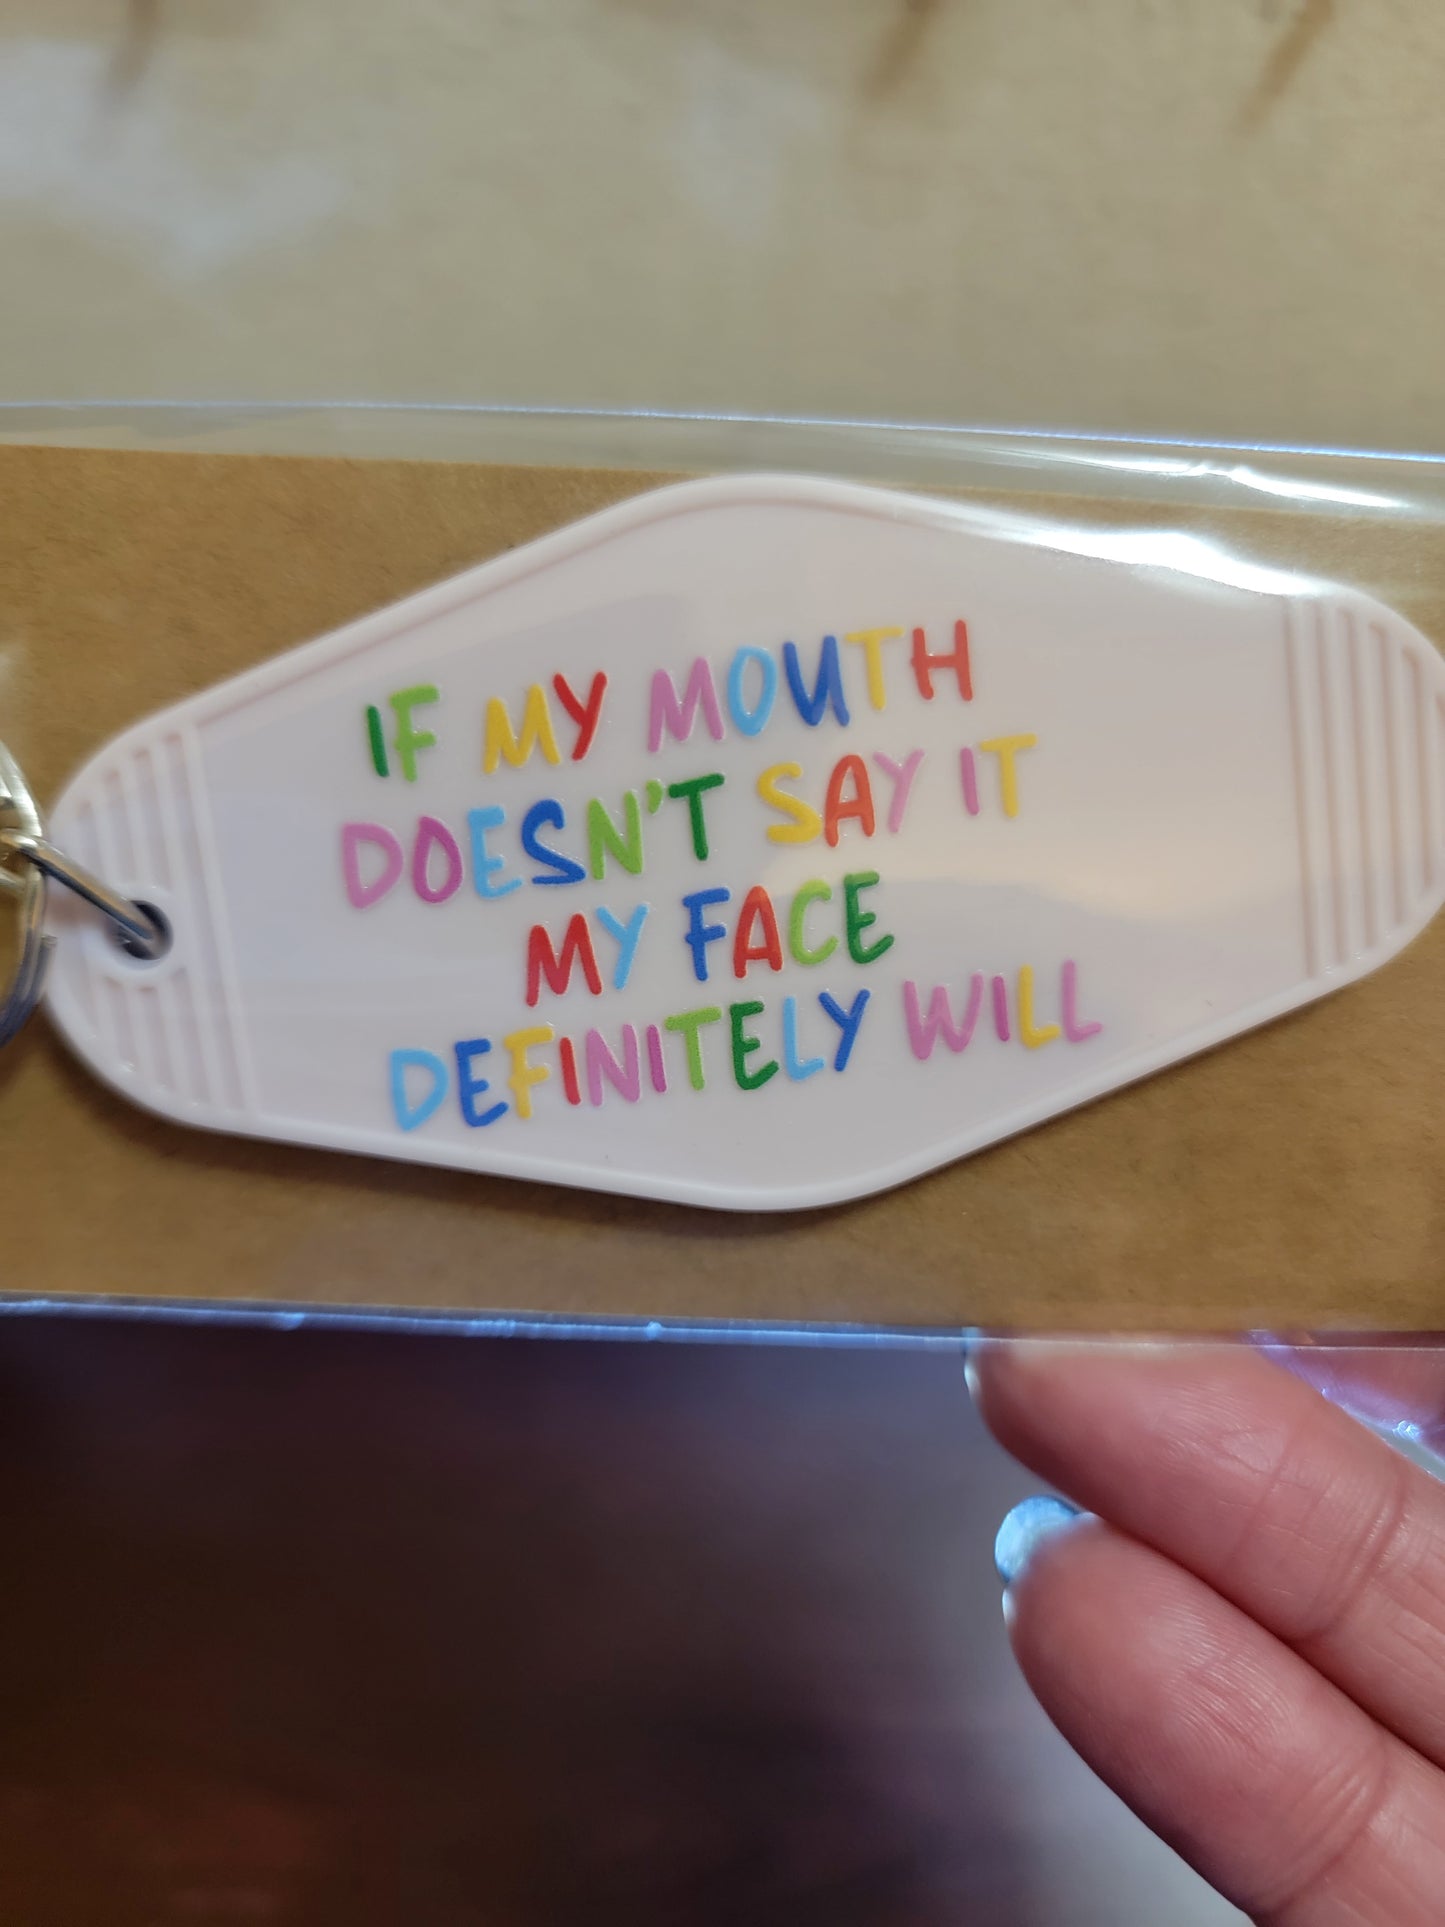 IF MY MOUTH
DOESN'T SAY IT
MY FACE
DEFINITELY WILL